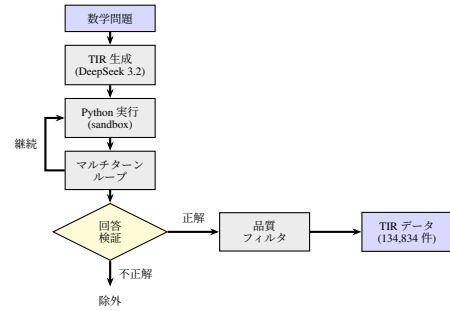 数学問題
TIR 生成
(DeepSeek 3.2)
Python 実行
(sandbox)
継続
マルチターン
ループ
回答
検証
正解
品質
フィルタ
TIR データ
(134,834 件)
不正解
除外